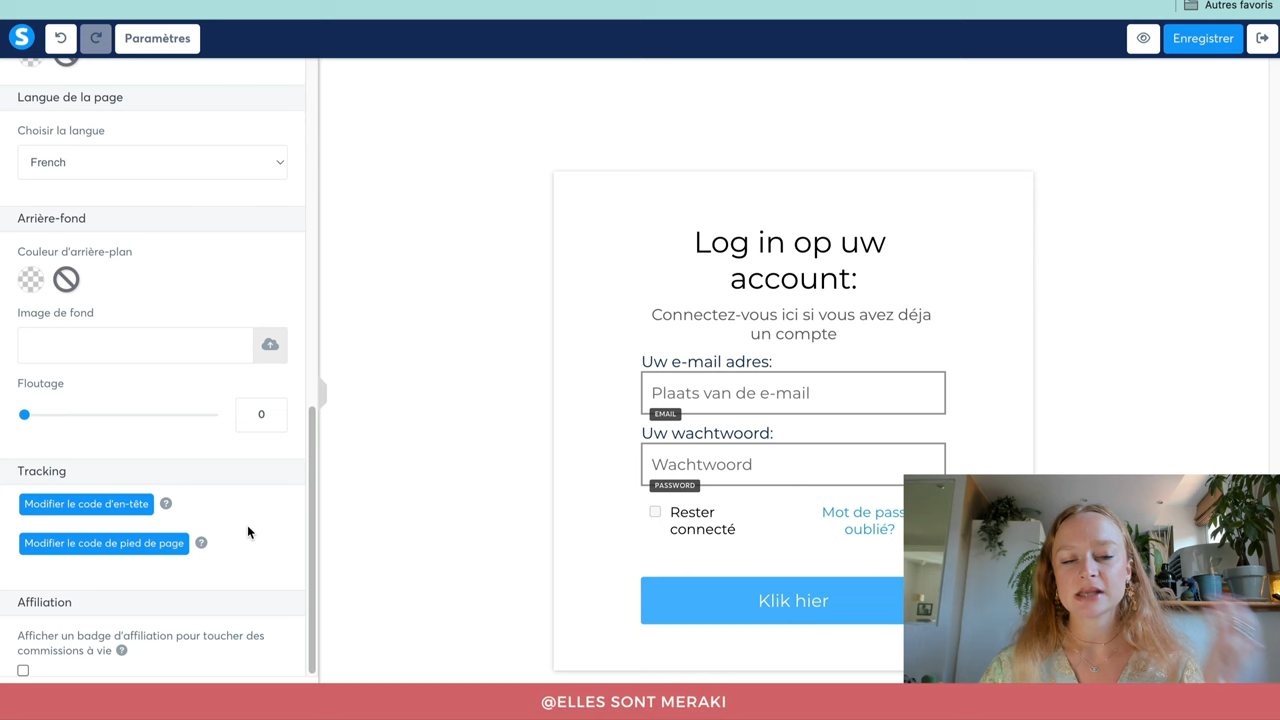 Autres favoris
S
Paramètres
Enregistrer
Langue de la page
Choisir la langue
French
Arrière-fond
Couleur d'arrière-plan
Image de fond
Floutage
0
Tracking
Modifier le code d'en-tête
?
Modifier le code de pied de page
?
Affiliation
Afficher un badge d'affiliation pour toucher des
commissions à vie ?
Log in op uw
account:
Connectez-vous ici si vous avez déja
un compte
Uw e-mail adres:
Plaats van de e-mail
EMAIL
Uw wachtwoord:
Wachtwoord
PASSWORD
Rester
connecté
Mot de pass
oublié?
Klik hier
@ELLES SONT MERAKI